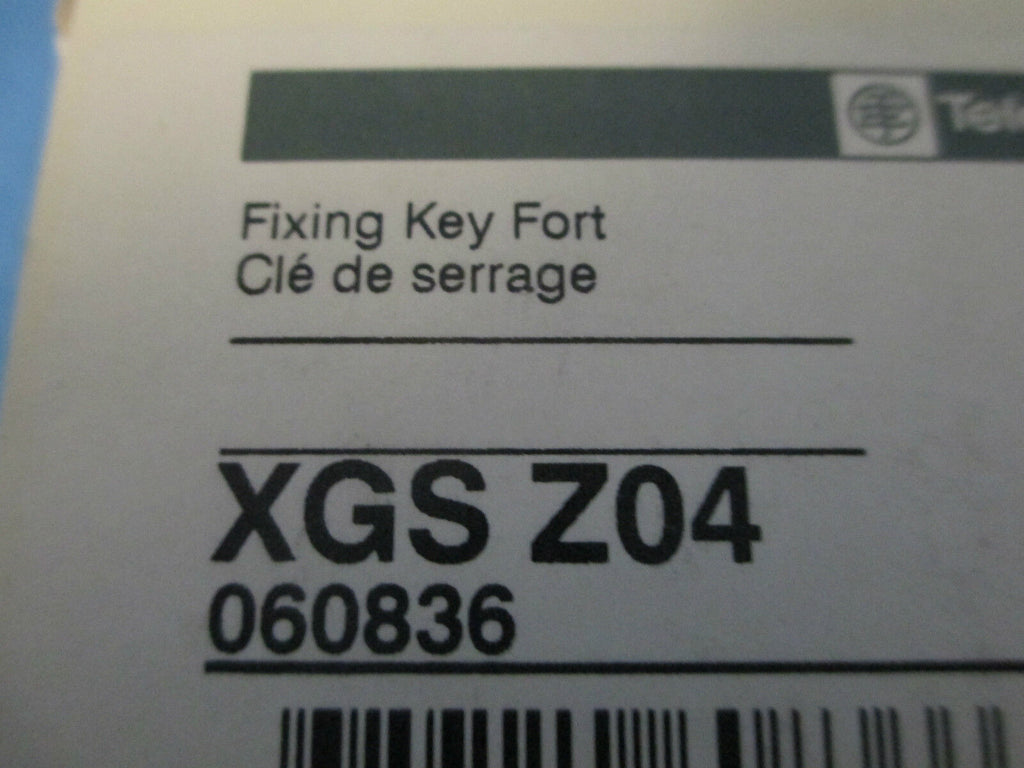 Fixing Key Fort
Clé de serrage
XGS Z04
060836